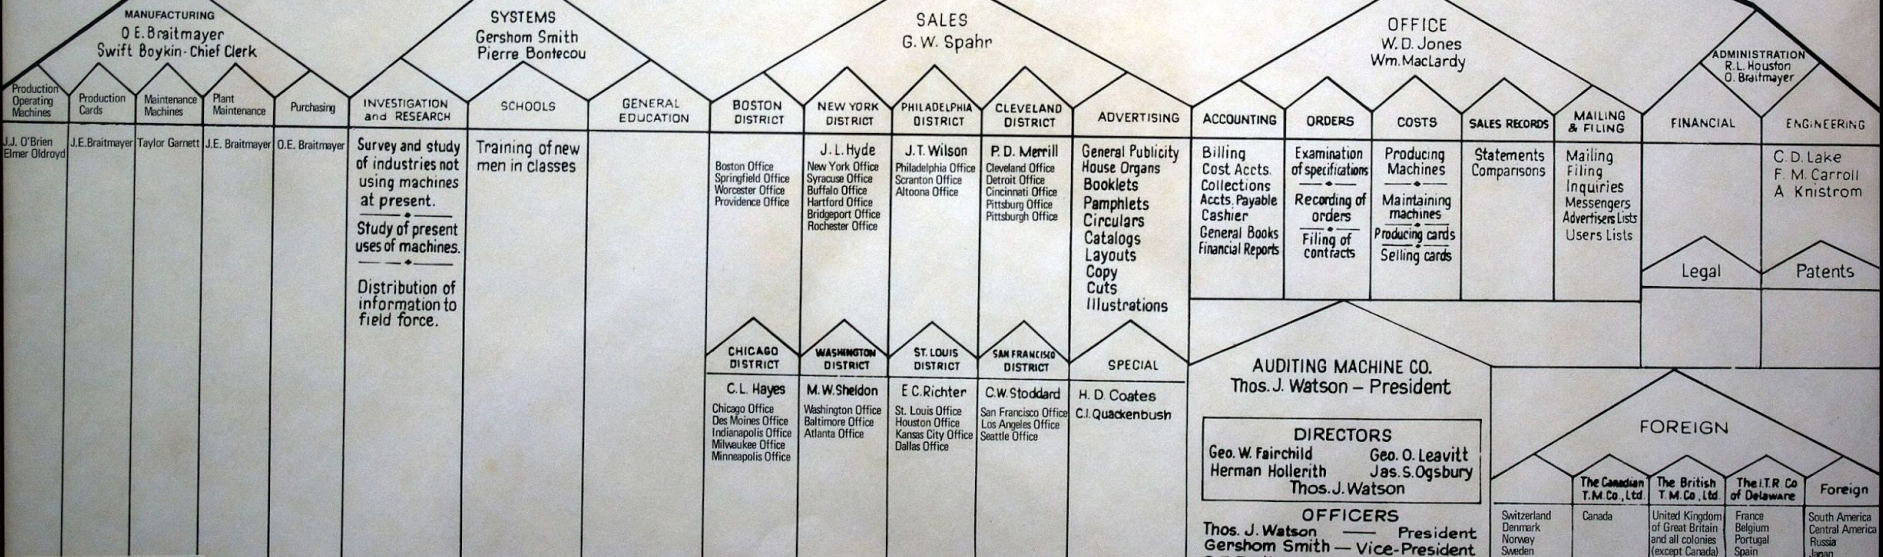 MANUFACTURING
O E. Braitmayer
Swift Boykin - Chief Clerk
Production
Operating
Machines
J.J. O'Brien
Elmer Oldroyd
Production
Cards
J.E. Braitmayer
Maintenance
Machines
Taylor Garnett
Plant
Maintenance
J.E. Braitmayer
Purchasing
O.E. Braitmayer
SYSTEMS
Gershom Smith
Pierre Bontecou
INVESTIGATION
and RESEARCH
Survey and study
of industries not
using machines
at present.
Study of present
uses of machines.
Distribution of
information to
field force.
SCHOOLS
Training of new
men in classes
GENERAL
EDUCATION
SALES
G. W. Spahr
BOSTON
DISTRICT
Boston Office
Springfield Office
Worcester Office
Providence Office
NEW YORK
DISTRICT
J. L. Hyde
New York Office
Syracuse Office
Buffalo Office
Hartford Office
Bridgeport Office
Rochester Office
PHILADELPHIA
DISTRICT
J. T. Wilson
Philadelphia Office
Scranton Office
Altoona Office
CLEVELAND
DISTRICT
P. D. Merrill
Cleveland Office
Detroit Office
Cincinnati Office
Pittsburg Office
Pittsburgh Office
ADVERTISING
General Publicity
House Organs
Booklets
Pamphlets
Circulars
Catalogs
Layouts
Copy
Cuts
Illustrations
CHICAGO
DISTRICT
C. L. Hayes
Chicago Office
Des Moines Office
Indianapolis Office
Milwaukee Office
Minneapolis Office
WASHINGTON
DISTRICT
M. W. Sheldon
Washington Office
Baltimore Office
Atlanta Office
ST. LOUIS
DISTRICT
E C. Richter
St. Louis Office
Houston Office
Kansas City Office
Dallas Office
SAN FRANCISCO
DISTRICT
C. W. Stoddard
San Francisco Office
Los Angeles Office
Seattle Office
SPECIAL
H. D. Coates
C. I. Quackenbush
OFFICE
W. D. Jones
Wm. MacLardy
ACCOUNTING
Billing
Cost Accts.
Collections
Accts. Payable
Cashier
General Books
Financial Reports
ORDERS
Examination
of specifications
Recording of
orders
Filing of
contracts
COSTS
Producing
Machines
Maintaining
machines
Producing cards
Selling cards
SALES RECORDS
Statements
Comparisons
MAILING
& FILING
Mailing
Filing
Inquiries
Messengers
Advertisers Lists
Users Lists
ADMINISTRATION
R. L. Houston
O. Braitmayer
FINANCIAL
ENGINEERING
C. D. Lake
F. M. Carroll
A Knistrom
Legal
Patents
AUDITING MACHINE CO.
Thos. J. Watson - President
DIRECTORS
Geo. W. Fairchild Geo. O. Leavitt
Herman Hollerith Jas. S. Ogsbury
Thos. J. Watson
OFFICERS
Thos. J. Watson — President
Gershom Smith — Vice-President
FOREIGN
Switzerland
Denmark
Norway
Sweden
The Canadian
T. M. Co., Ltd.
Canada
The British
T. M. Co., Ltd.
United Kingdom
of Great Britain
and all colonies
(except Canada)
The I.T.R. Co
of Delaware
France
Belgium
Portugal
Spain
Foreign
South America
Central America
Russia
Japan